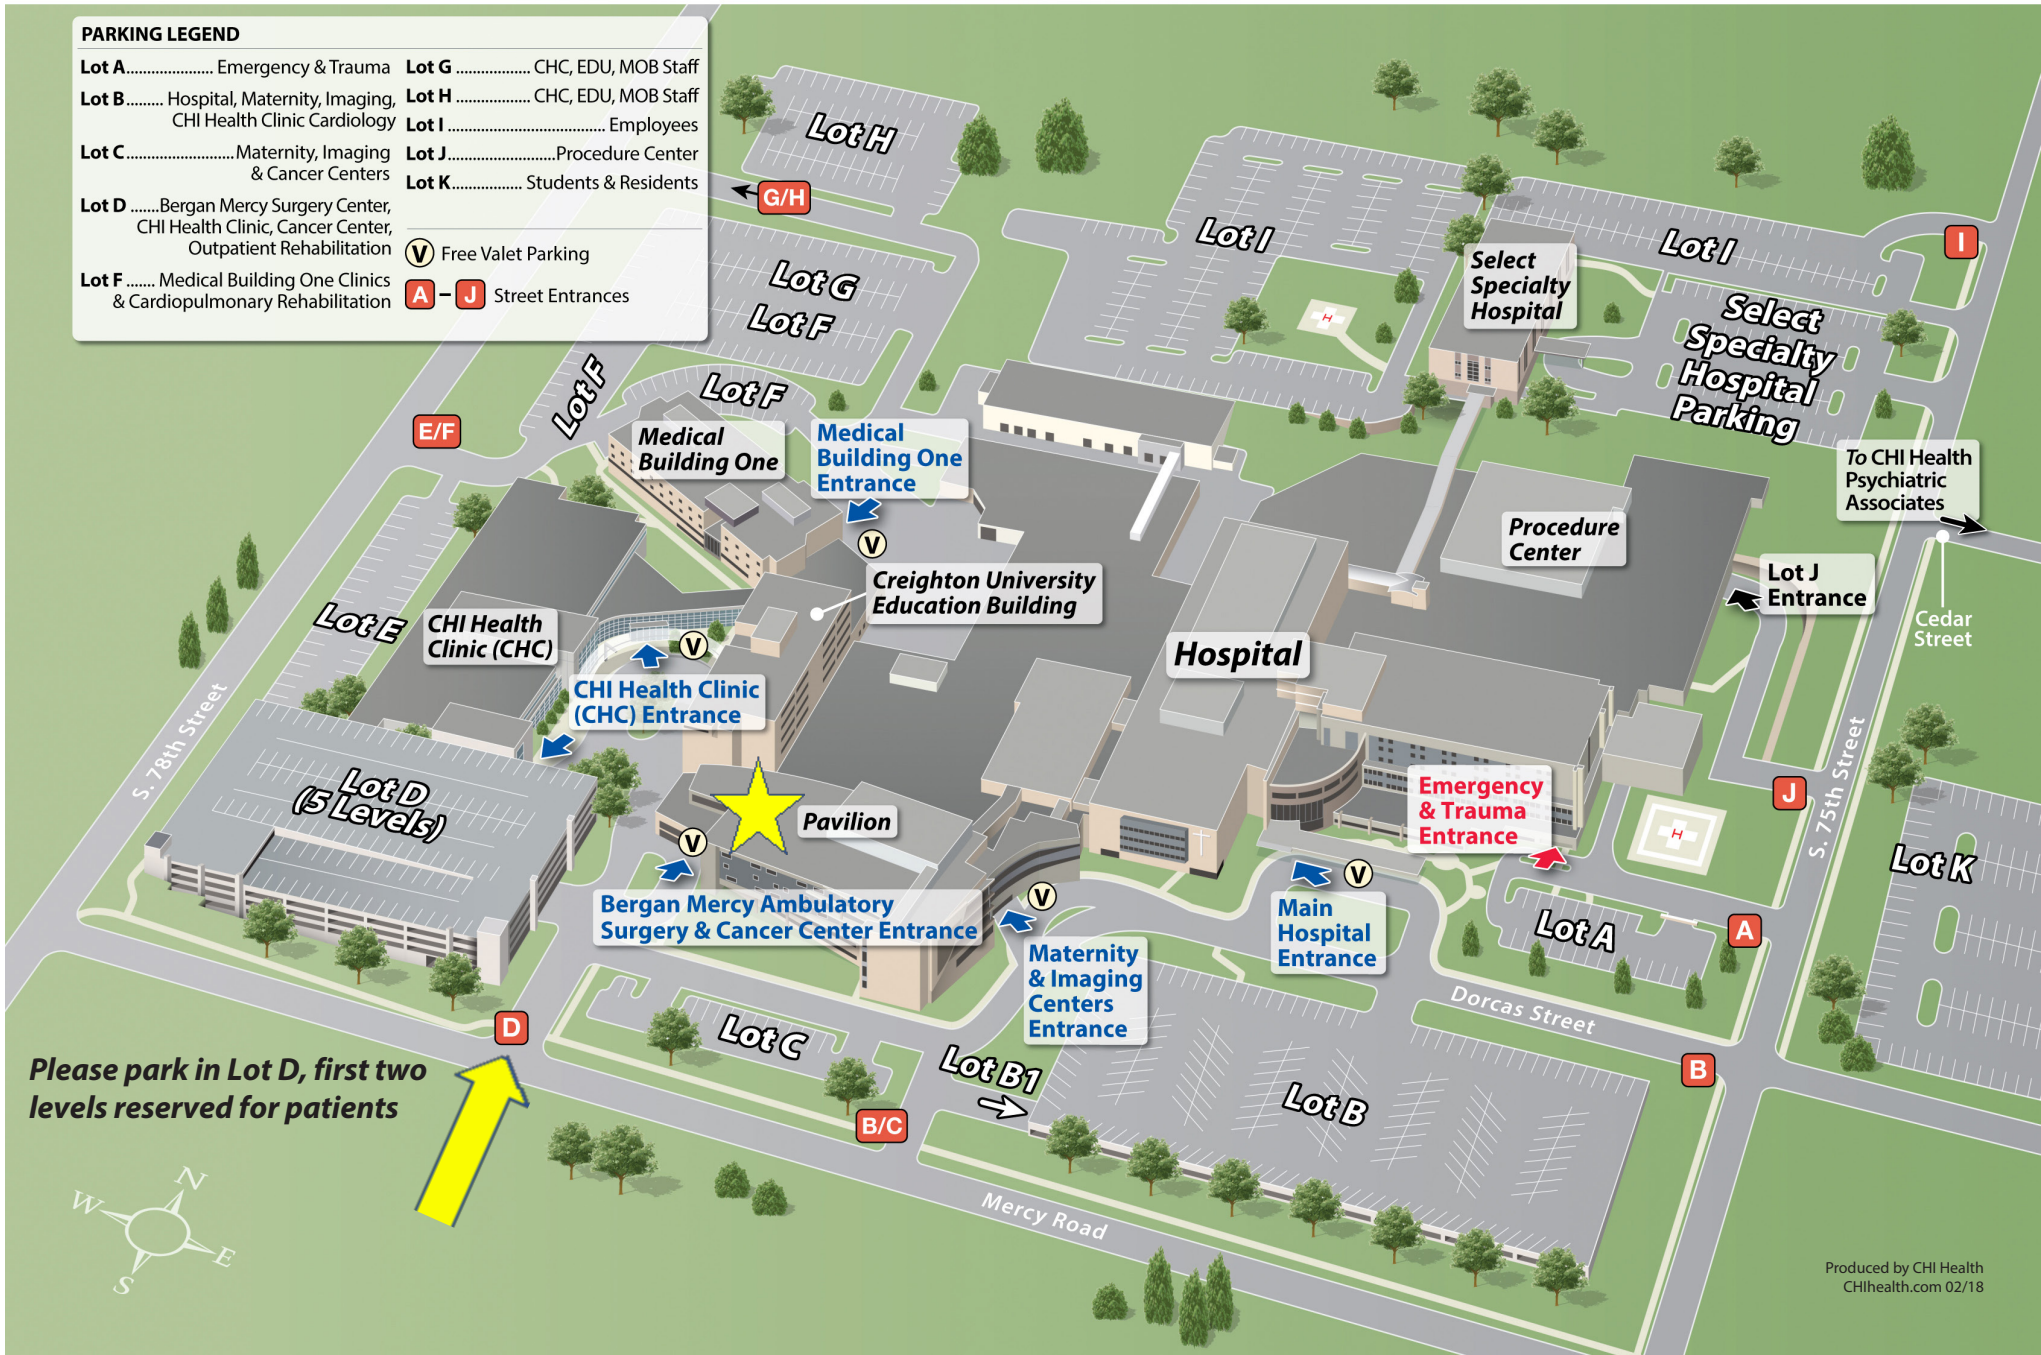 PARKING LEGEND
Lot A.................... Emergency & Trauma
Lot B......... Hospital, Maternity, Imaging,
CHI Health Clinic Cardiology
Lot C.........................Maternity, Imaging
& Cancer Centers
Lot D .......Bergan Mercy Surgery Center,
CHI Health Clinic, Cancer Center,
Outpatient Rehabilitation
Lot F ....... Medical Building One Clinics
& Cardiopulmonary Rehabilitation
Lot G .................. CHC, EDU, MOB Staff
Lot H .................. CHC, EDU, MOB Staff
Lot I ...................................... Employees
Lot J..........................Procedure Center
Lot K................. Students & Residents
V Free Valet Parking
A – J Street Entrances
Lot H
G/H
Lot I
Lot I
I
Lot G
Lot F
Select
Specialty
Hospital
H
Select
Specialty
Hospital
Parking
Lot F
Lot F
E/F
Medical
Building One
Medical
Building One
Entrance
V
To CHI Health
Psychiatric
Associates
Procedure
Center
Lot J
Entrance
Cedar
Street
Creighton University
Education Building
Lot E
CHI Health
Clinic (CHC)
V
Hospital
CHI Health Clinic
(CHC) Entrance
S. 78th Street
S. 75th Street
Lot D
(5 Levels)
Pavilion
V
Emergency
& Trauma
Entrance
J
H
Lot K
Bergan Mercy Ambulatory
Surgery & Cancer Center Entrance
V
Maternity
& Imaging
Centers
Entrance
V
Main
Hospital
Entrance
Lot A
A
Dorcas Street
D
Lot C
Lot B1
Lot B
B
B/C
Please park in Lot D, first two
levels reserved for patients
Mercy Road
N
W
E
S
Produced by CHI Health
CHIhealth.com 02/18